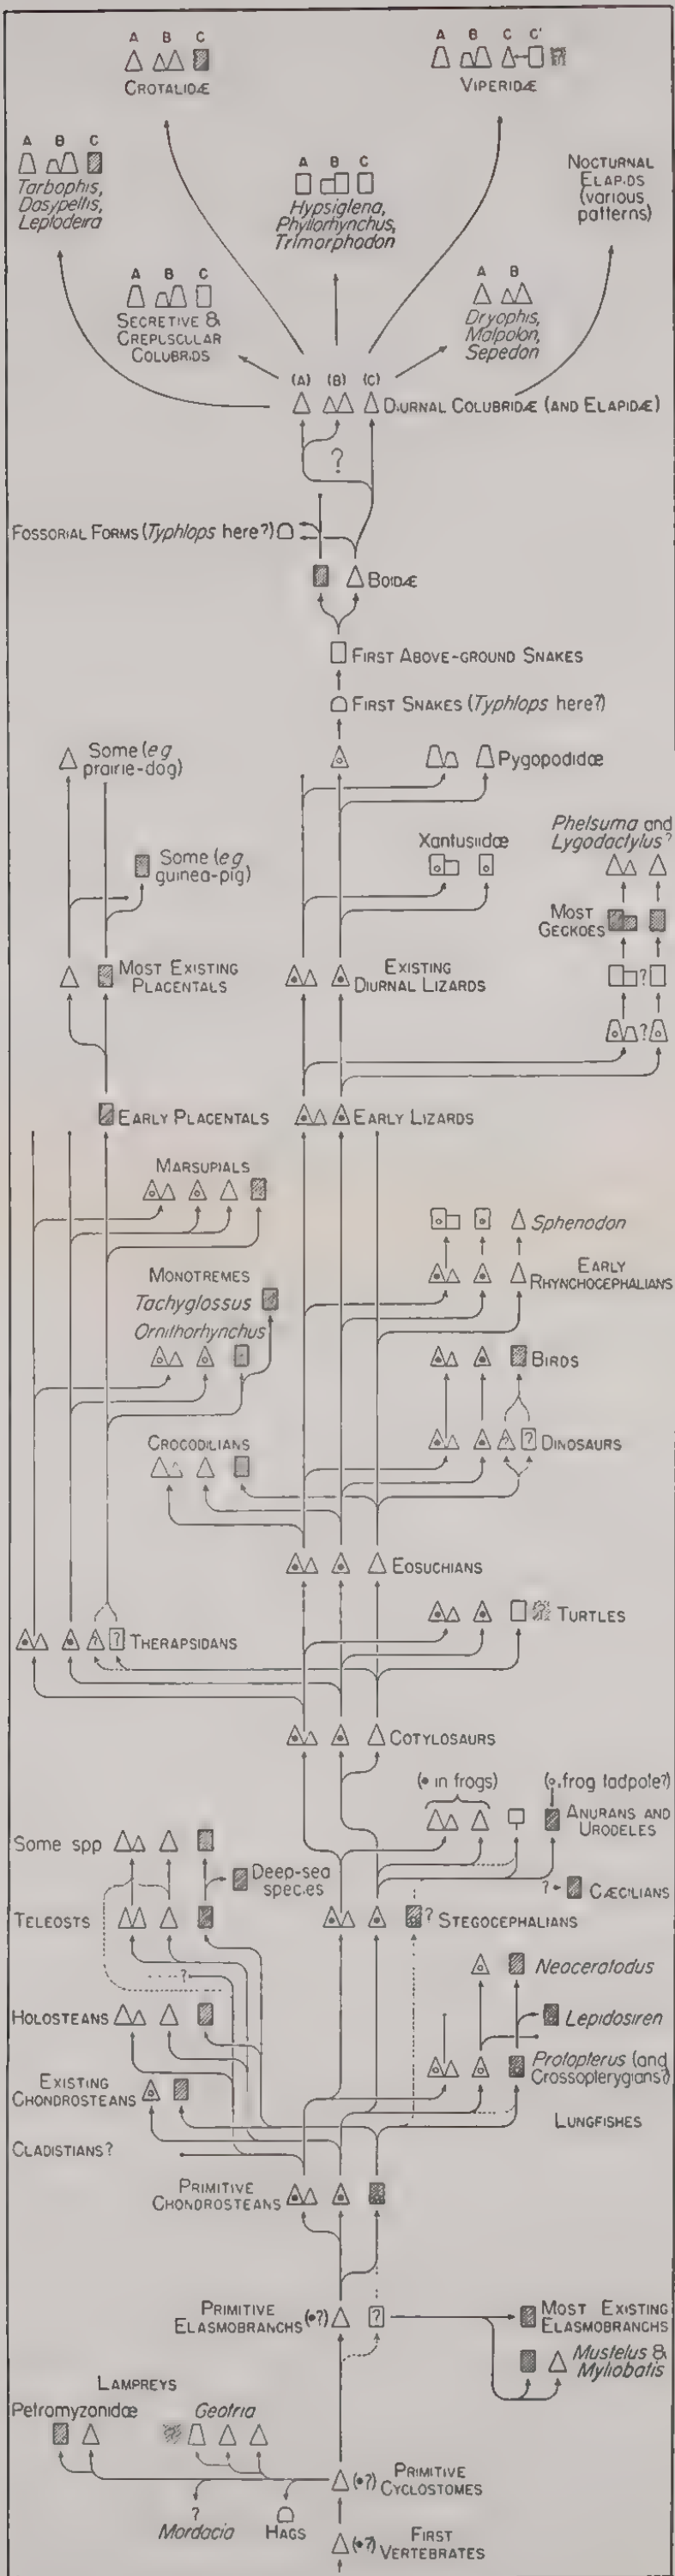 A B C
CROTALIDÆ
A B C C'
VIPERIDÆ
A B C
Tarbophis,
Dasypeltis,
Leptodeira
A B C
Hypsiglena,
Phyllorhynchus,
Trimorphodon
NOCTURNAL
ELAPIDS
(various
patterns)
A B C
SECRETIVE &
CREPUSCULAR
COLUBRIDS
A B
Dryophis,
Malpolon,
Sepedon
(A) (B) (C)
DIURNAL COLUBRIDÆ (AND ELAPIDÆ)
?
FOSSORIAL FORMS (Typhlops here?)
BOIDÆ
FIRST ABOVE-GROUND SNAKES
FIRST SNAKES (Typhlops here?)
Some (eg
prairie-dog)
Pygopodidæ
Some (eg
guinea-pig)
Xantusiidæ
Phelsuma and
Lygodactylus?
MOST
GECKOES
MOST EXISTING
PLACENTALS
EXISTING
DIURNAL LIZARDS
?
?
EARLY PLACENTALS
EARLY LIZARDS
MARSUPIALS
Sphenodon
MONOTREMES
Tachyglossus
EARLY
RHYNCHOCEPHALIANS
Ornithorhynchus
BIRDS
CROCODILIANS
? ? DINOSAURS
EOSUCHIANS
TURTLES
? ? THERAPSIDANS
COTYLOSAURS
(• in frogs)
(o, frog tadpole?)
ANURANS AND
URODELES
Some spp
Deep-sea
species
? CÆCILIANS
TELEOSTS
? STEGOCEPHALIANS
?
Neoceratodus
HOLOSTEANS
Lepidosiren
EXISTING
CHONDROSTEANS
Protopterus (and
Crossopterygians?)
LUNGFISHES
CLADISTIANS?
PRIMITIVE
CHONDROSTEANS
PRIMITIVE
ELASMOBRANCHS (•?)
?
MOST EXISTING
ELASMOBRANCHS
Mustelus &
Myliobatis
LAMPREYS
Petromyzonidæ
Geotria
(•?) PRIMITIVE
CYCLOSTOMES
?
Mordacia
HAGS
(•?) FIRST
VERTEBRATES